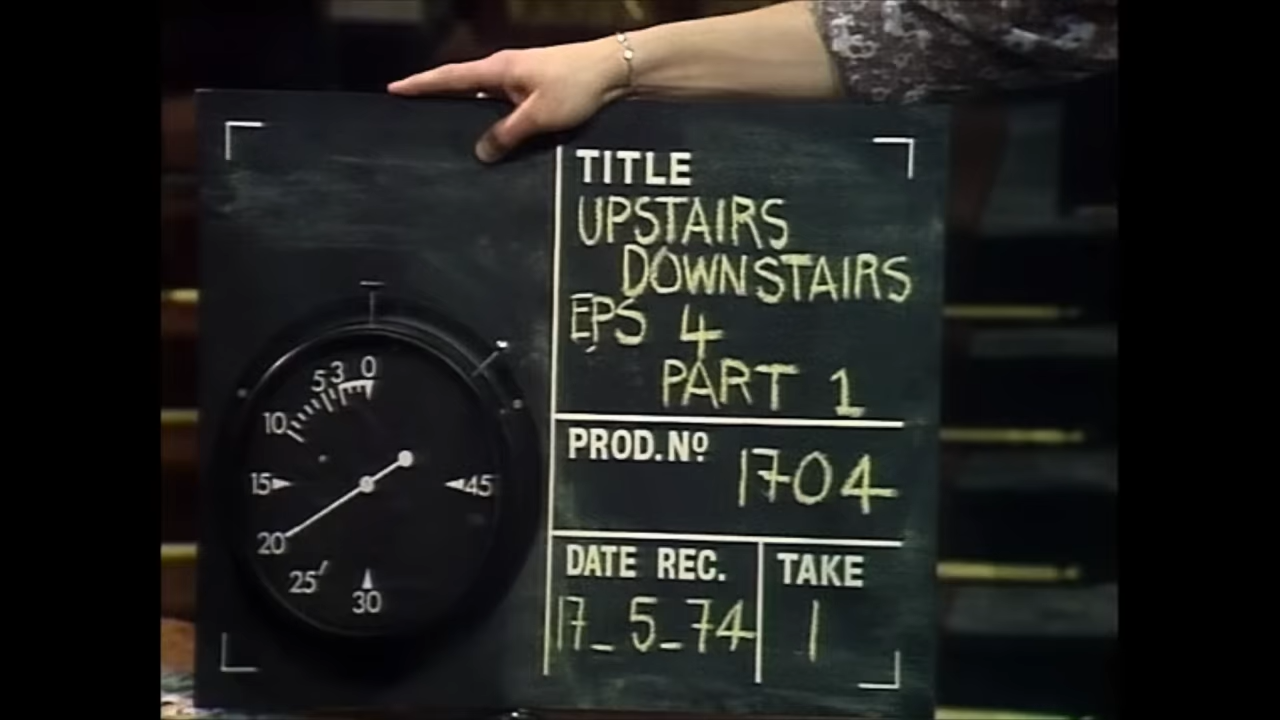 TITLE
UPSTAIRS
DOWNSTAIRS
EPS 4
PART 1
PROD.Nº 1704
DATE REC. TAKE
17_5_74 1
0
3
5
10
15
45
20
25
30